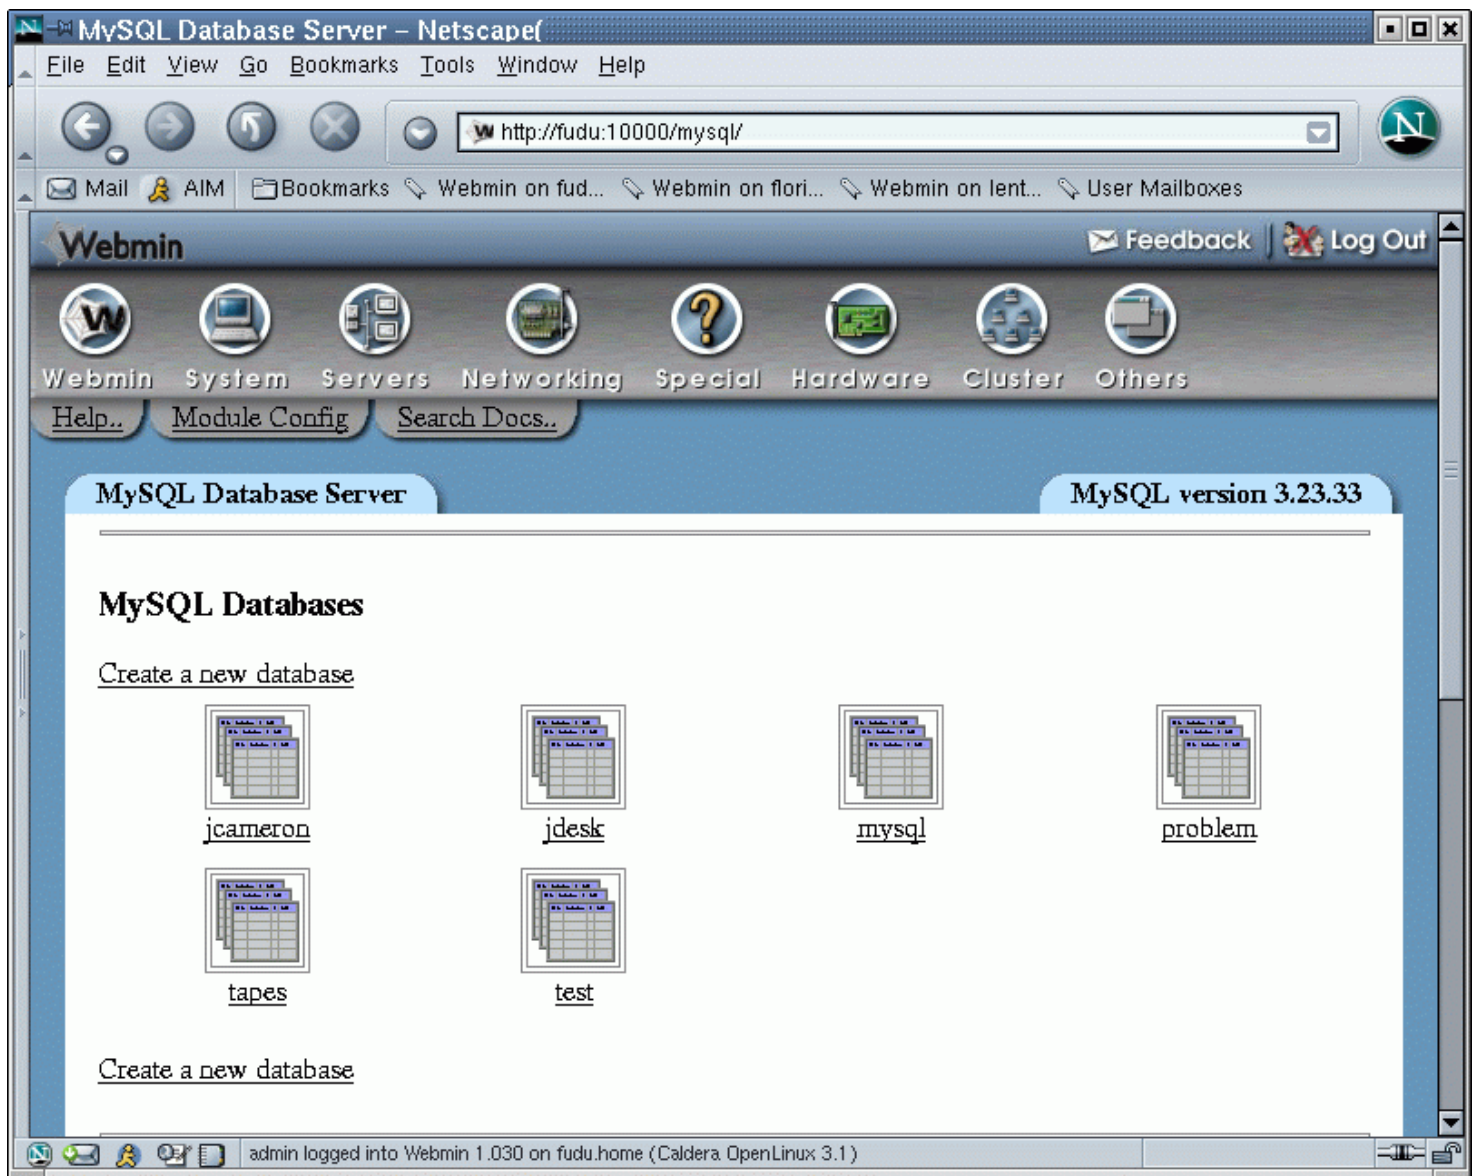 MySQL Database Server – Netscape(
File Edit View Go Bookmarks Tools Window Help
http://fudu:10000/mysql/
N
Mail AIM Bookmarks Webmin on fud... Webmin on flori... Webmin on lent... User Mailboxes
Webmin Feedback Log Out
Webmin System Servers Networking Special Hardware Cluster Others
Help.. Module Config Search Docs..
MySQL Database Server MySQL version 3.23.33
MySQL Databases
Create a new database
jcameron jdesk mysql problem
tapes test
Create a new database
admin logged into Webmin 1.030 on fudu.home (Caldera OpenLinux 3.1)